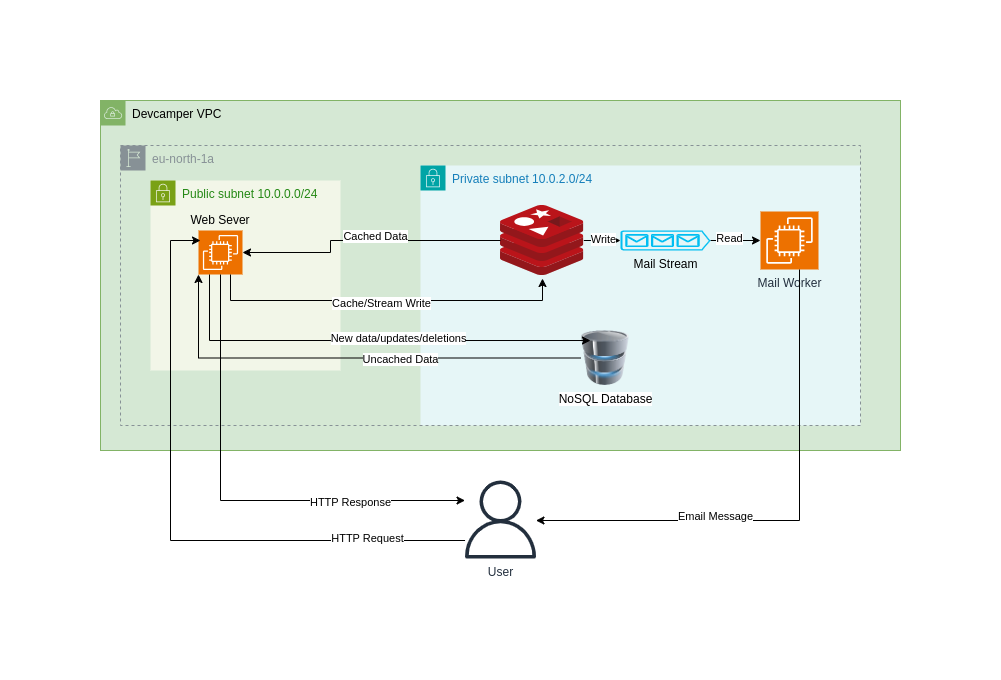 Devcamper VPC
eu-north-1a
Public subnet 10.0.0.0/24
Private subnet 10.0.2.0/24
Web Sever
Cached Data
Write
Read
Mail Stream
Mail Worker
Cache/Stream Write
New data/updates/deletions
Uncached Data
NoSQL Database
HTTP Response
Email Message
HTTP Request
User